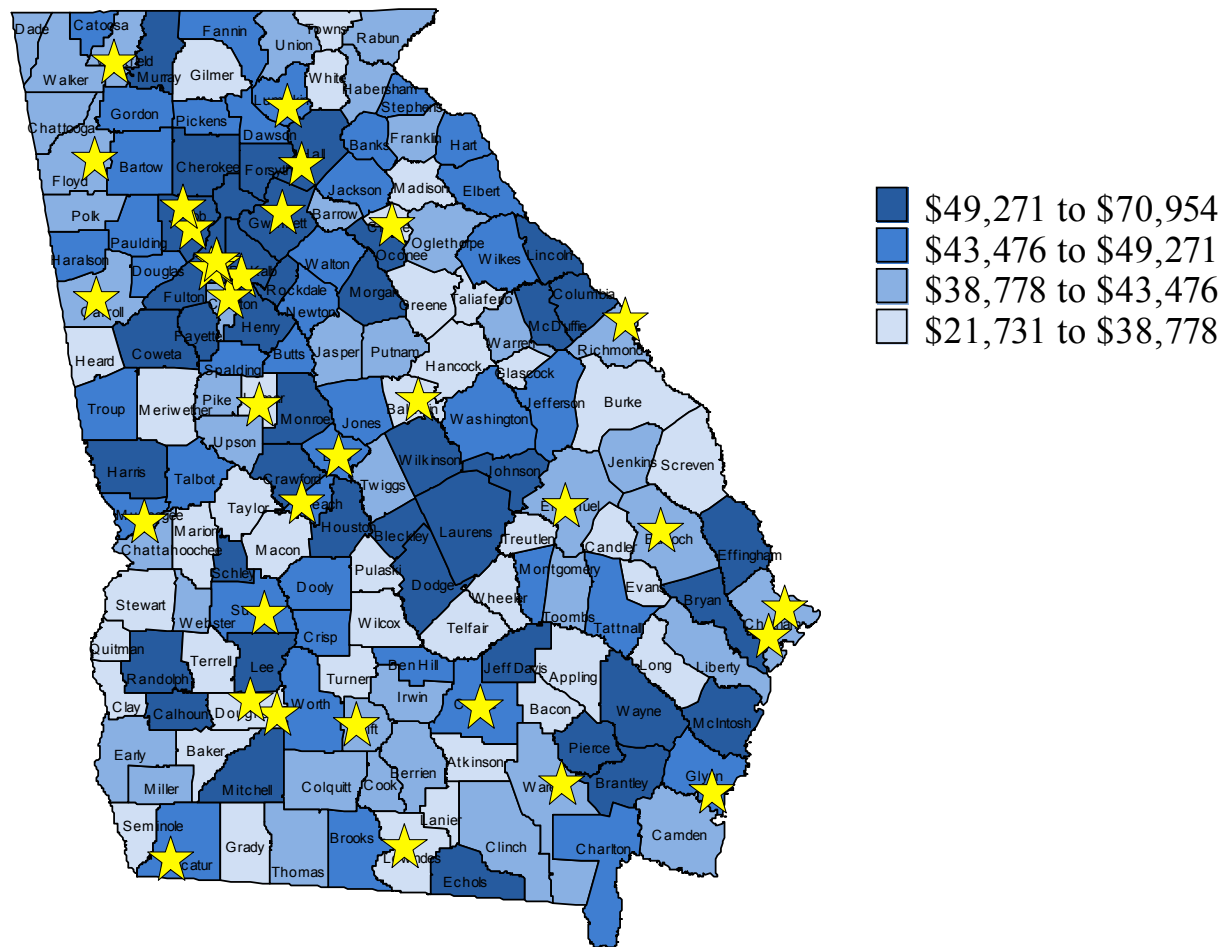 Dade
Catoosa
Fannin
Towns
Union
Rabun
Walker
Murray
Gilmer
White
Habersham
Stephens
Chattooga
Gordon
Pickens
Dawson
Banks
Franklin
Hart
Floyd
Bartow
Cherokee
Forsyth
Jackson
Madison
Elbert
Polk
Barrow
Oglethorpe
Paulding
Oconee
Wilkes
Lincoln
Haralson
Douglas
Walton
Morgan
Greene
Taliaferro
Columbia
Fulton
Rockdale
Newton
McDuffie
Fayette
Henry
Warren
Richmond
Heard
Coweta
Butts
Jasper
Putnam
Hancock
Glascock
Spalding
Troup
Meriwether
Pike
Monroe
Jones
Washington
Jefferson
Burke
Upson
Harris
Talbot
Crawford
Twiggs
Wilkinson
Johnson
Jenkins
Screven
Taylor
Houston
Bleckley
Laurens
Marion
Macon
Treutlen
Candler
Effingham
Chattahoochee
Schley
Dooly
Pulaski
Dodge
Montgomery
Evans
Bryan
Stewart
Webster
Crisp
Wilcox
Wheeler
Telfair
Toombs
Tattnall
Quitman
Terrell
Lee
Turner
Ben Hill
Jeff Davis
Appling
Long
Liberty
Randolph
Irwin
Clay
Calhoun
Worth
Bacon
Wayne
McIntosh
Early
Baker
Pierce
Miller
Mitchell
Colquitt
Cook
Berrien
Atkinson
Brantley
Seminole
Grady
Thomas
Brooks
Lanier
Clinch
Charlton
Camden
Echols
$49,271 to $70,954
$43,476 to $49,271
$38,778 to $43,476
$21,731 to $38,778